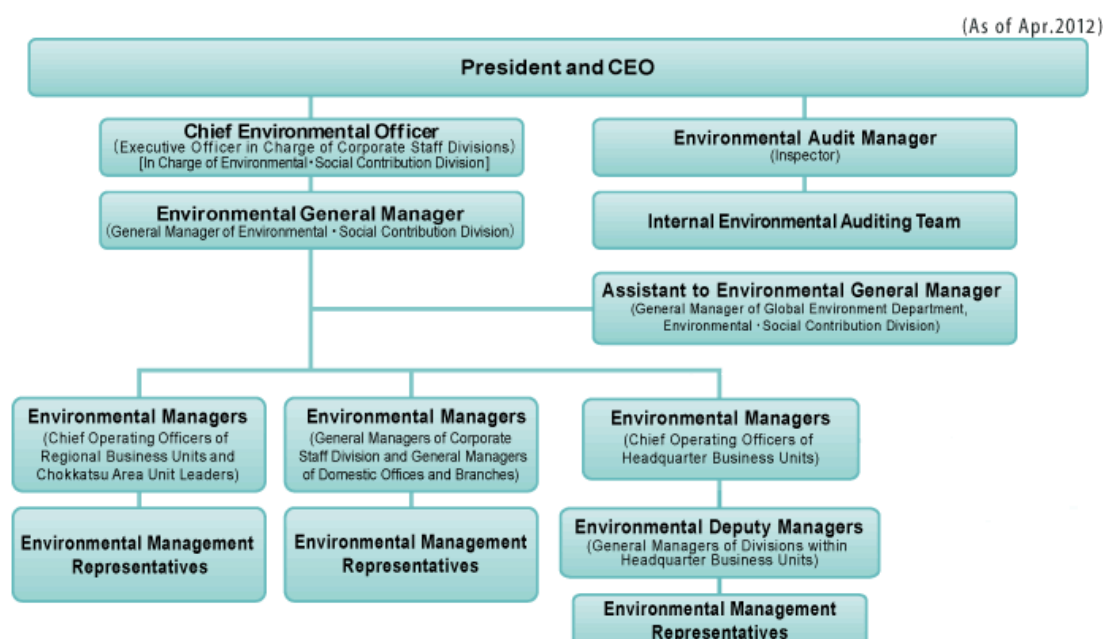 (As of Apr.2012)
President and CEO
Chief Environmental Officer
(Executive Officer in Charge of Corporate Staff Divisions)
[In Charge of Environmental・Social Contribution Division]
Environmental Audit Manager
(Inspector)
Environmental General Manager
(General Manager of Environmental・Social Contribution Division)
Internal Environmental Auditing Team
Assistant to Environmental General Manager
(General Manager of Global Environment Department,
Environmental・Social Contribution Division)
Environmental Managers
(Chief Operating Officers of
Regional Business Units and
Chokkatsu Area Unit Leaders)
Environmental Managers
(General Managers of Corporate
Staff Division and General Managers
of Domestic Offices and Branches)
Environmental Managers
(Chief Operating Officers of
Headquarter Business Units)
Environmental Management
Representatives
Environmental Management
Representatives
Environmental Deputy Managers
(General Managers of Divisions within
Headquarter Business Units)
Environmental Management
Representatives